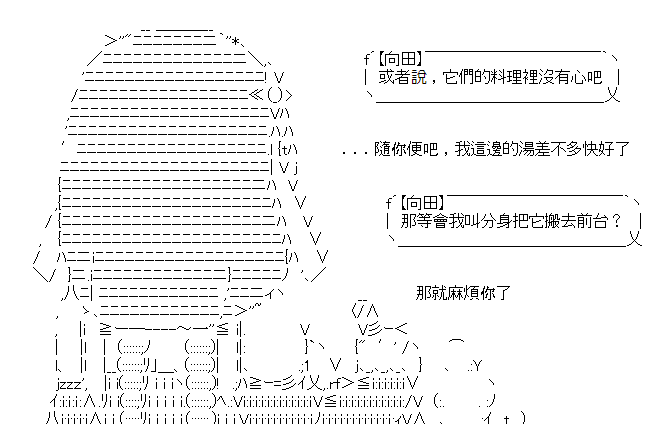 【向田】
或者說，它們的料理裡沒有心吧
...隨你便吧，我這邊的湯差不多快好了
【向田】
那等會我叫分身把它搬去前台？
那就麻煩你了